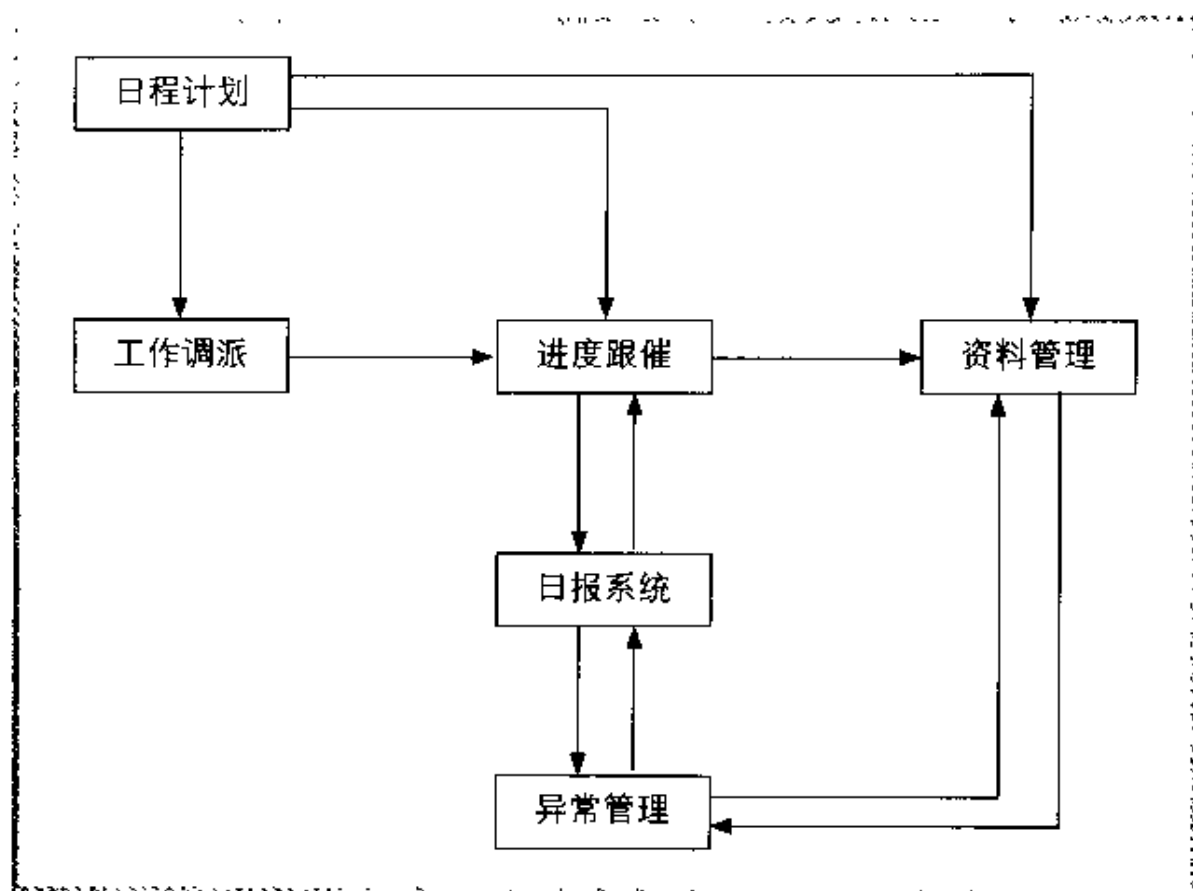 日程计划
工作调派
进度跟催
资料管理
日报系统
异常管理